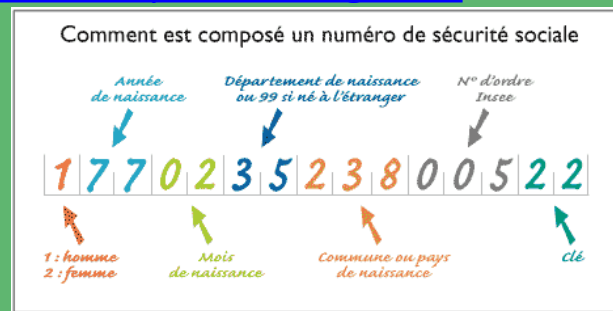 Comment est composé un numéro de sécurité sociale
Année
de naissance
Département de naissance
ou 99 si né à l'étranger
N° d'ordre
Insee
1 7 7 0 2 3 5 2 3 8 0 0 5 2 2
1 : homme
2 : femme
Mois
de naissance
Commune ou pays
de naissance
Clé